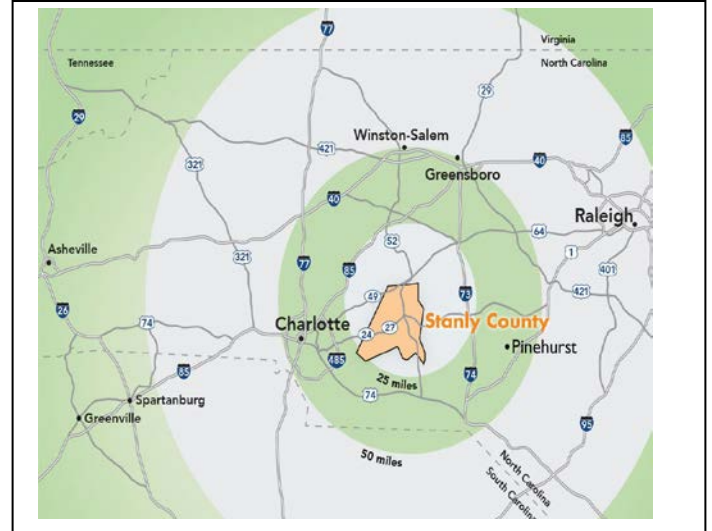 77
Virginia
North Carolina
Tennessee
29
29
85
Winston-Salem
421
40
321
Greensboro
40
Raleigh
52
64
1
Asheville
77
85
401
321
49
73
421
26
Charlotte
Stanly County
24
27
74
Pinehurst
485
74
85
25 miles
74
Spartanburg
Greenville
95
50 miles
North Carolina
South Carolina